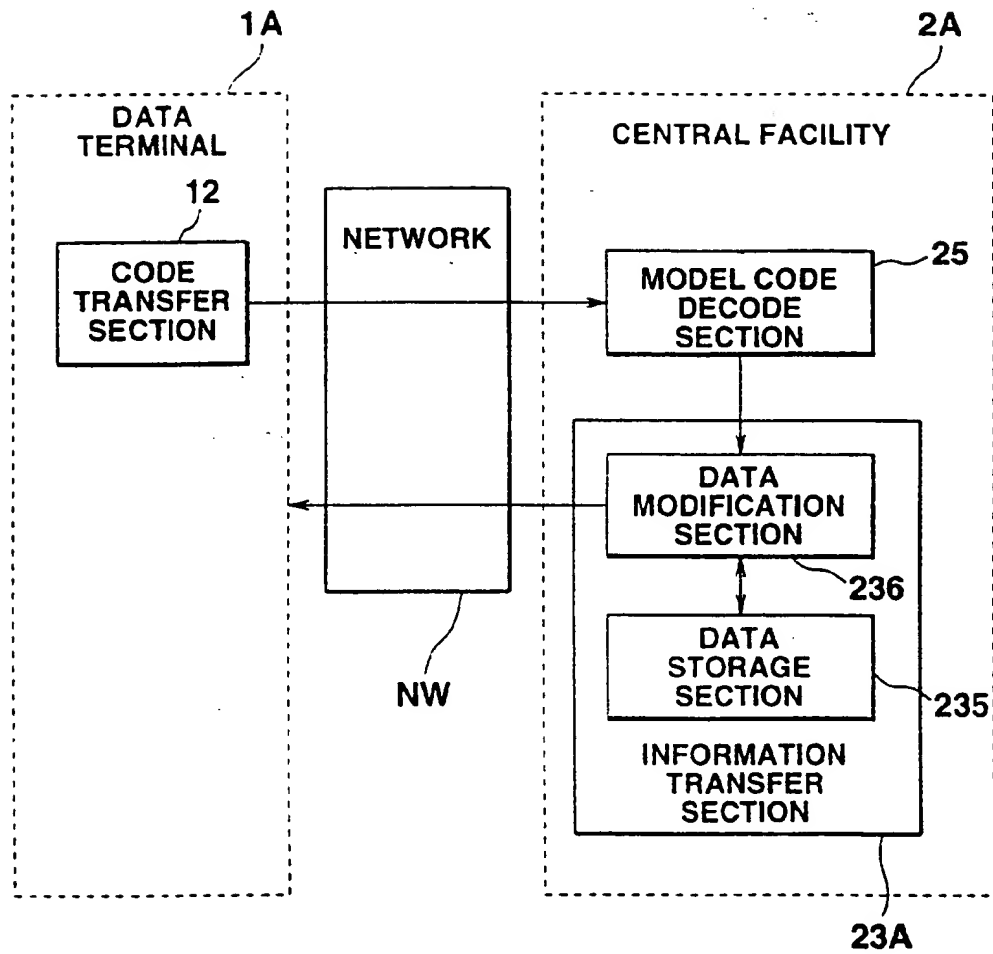 1A
2A
DATA
TERMINAL
CENTRAL FACILITY
12
NETWORK
25
CODE
TRANSFER
SECTION
MODEL CODE
DECODE
SECTION
DATA
MODIFICATION
SECTION
236
DATA
STORAGE
SECTION
NW
235
INFORMATION
TRANSFER
SECTION
23A